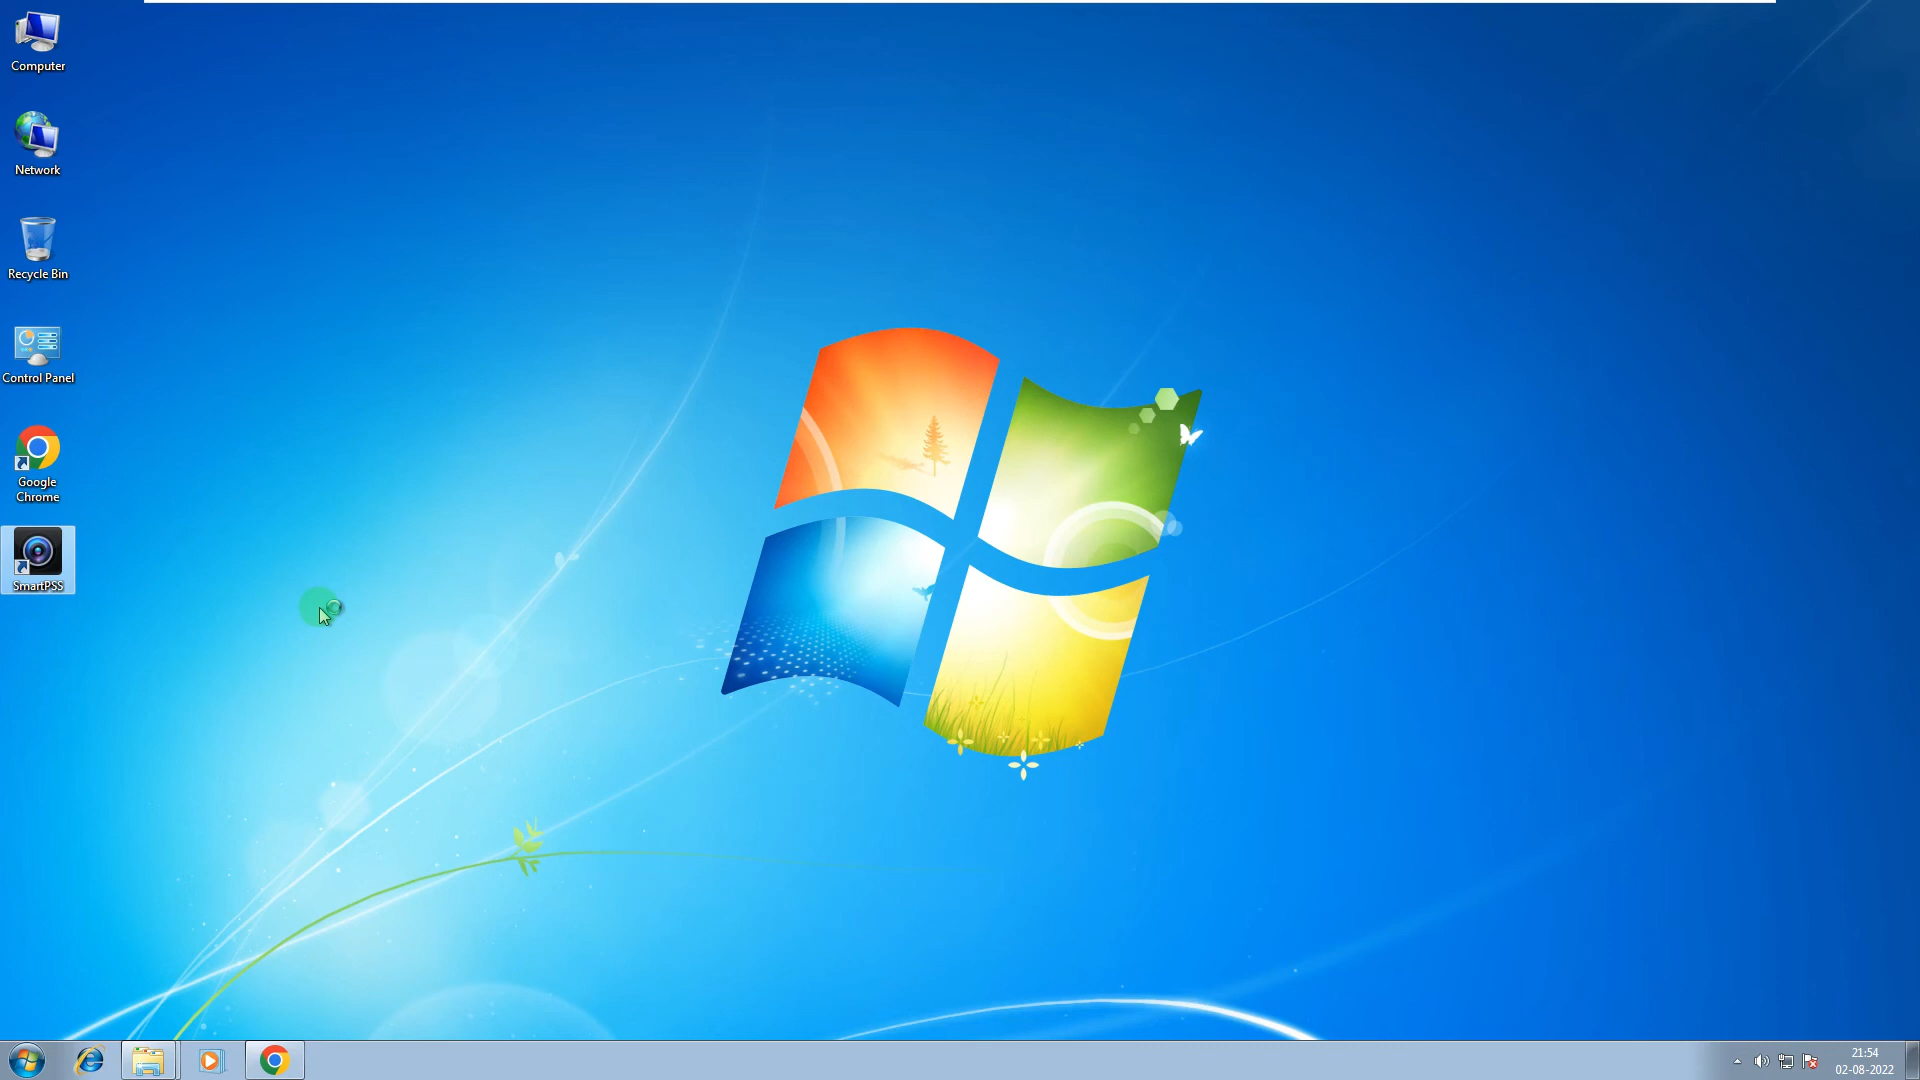 Computer
Network
Recycle Bin
Control Panel
Google
Chrome
SmartPSS
21:54
02-08-2022